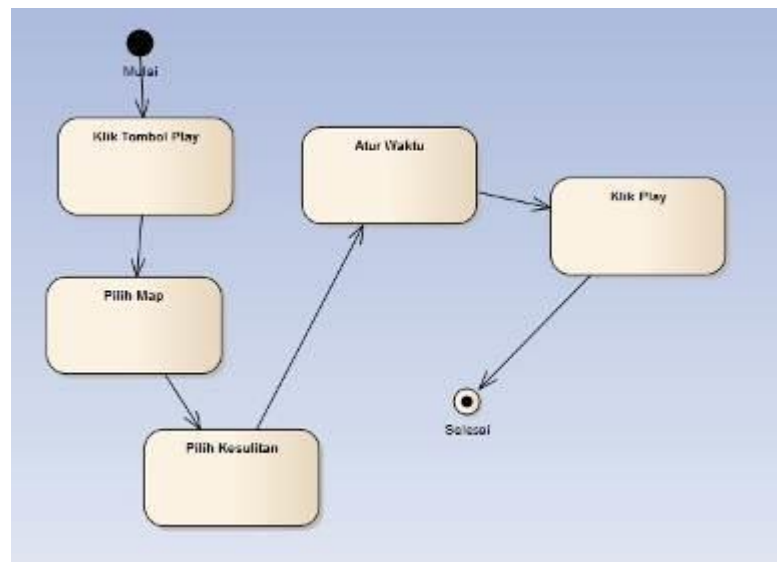 Mulai
Klik Tombol Play
Pilih Map
Pilih Kesulitan
Atur Waktu
Klik Play
Selesai